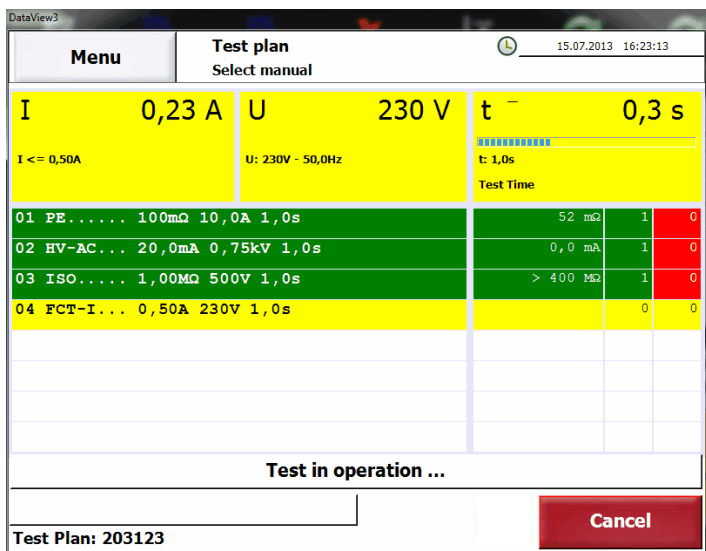 DataView3
Menu
Test plan
Select manual
15.07.2013 16:23:13
I 0,23 A
I <= 0,50A
U 230 V
U: 230V - 50,0Hz
t ¯ 0,3 s
t: 1,0s
Test Time
01 PE...... 100mΩ 10,0A 1,0s 52 mΩ 1 0
02 HV-AC... 20,0mA 0,75kV 1,0s 0,0 mA 1 0
03 ISO..... 1,00MΩ 500V 1,0s > 400 MΩ 1 0
04 FCT-I... 0,50A 230V 1,0s 0 0
Test in operation ...
Test Plan: 203123
Cancel